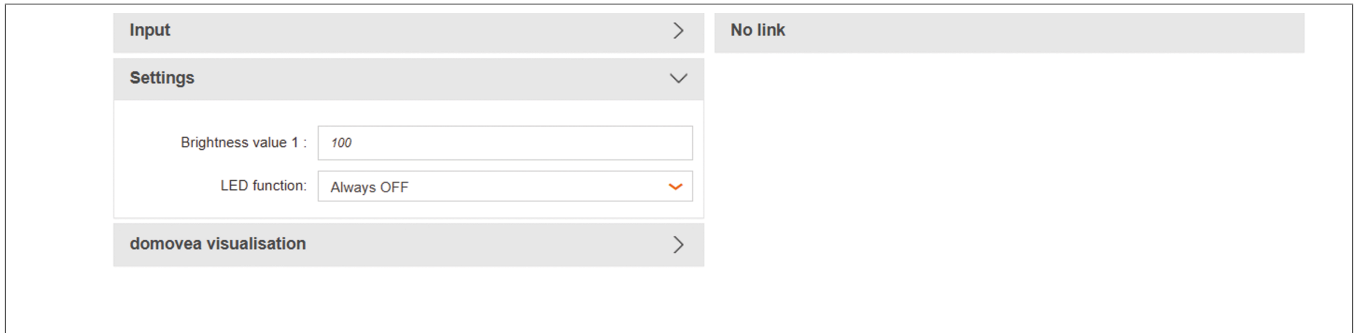 Input
No link
Settings
Brightness value 1 : 100
LED function: Always OFF
domovea visualisation